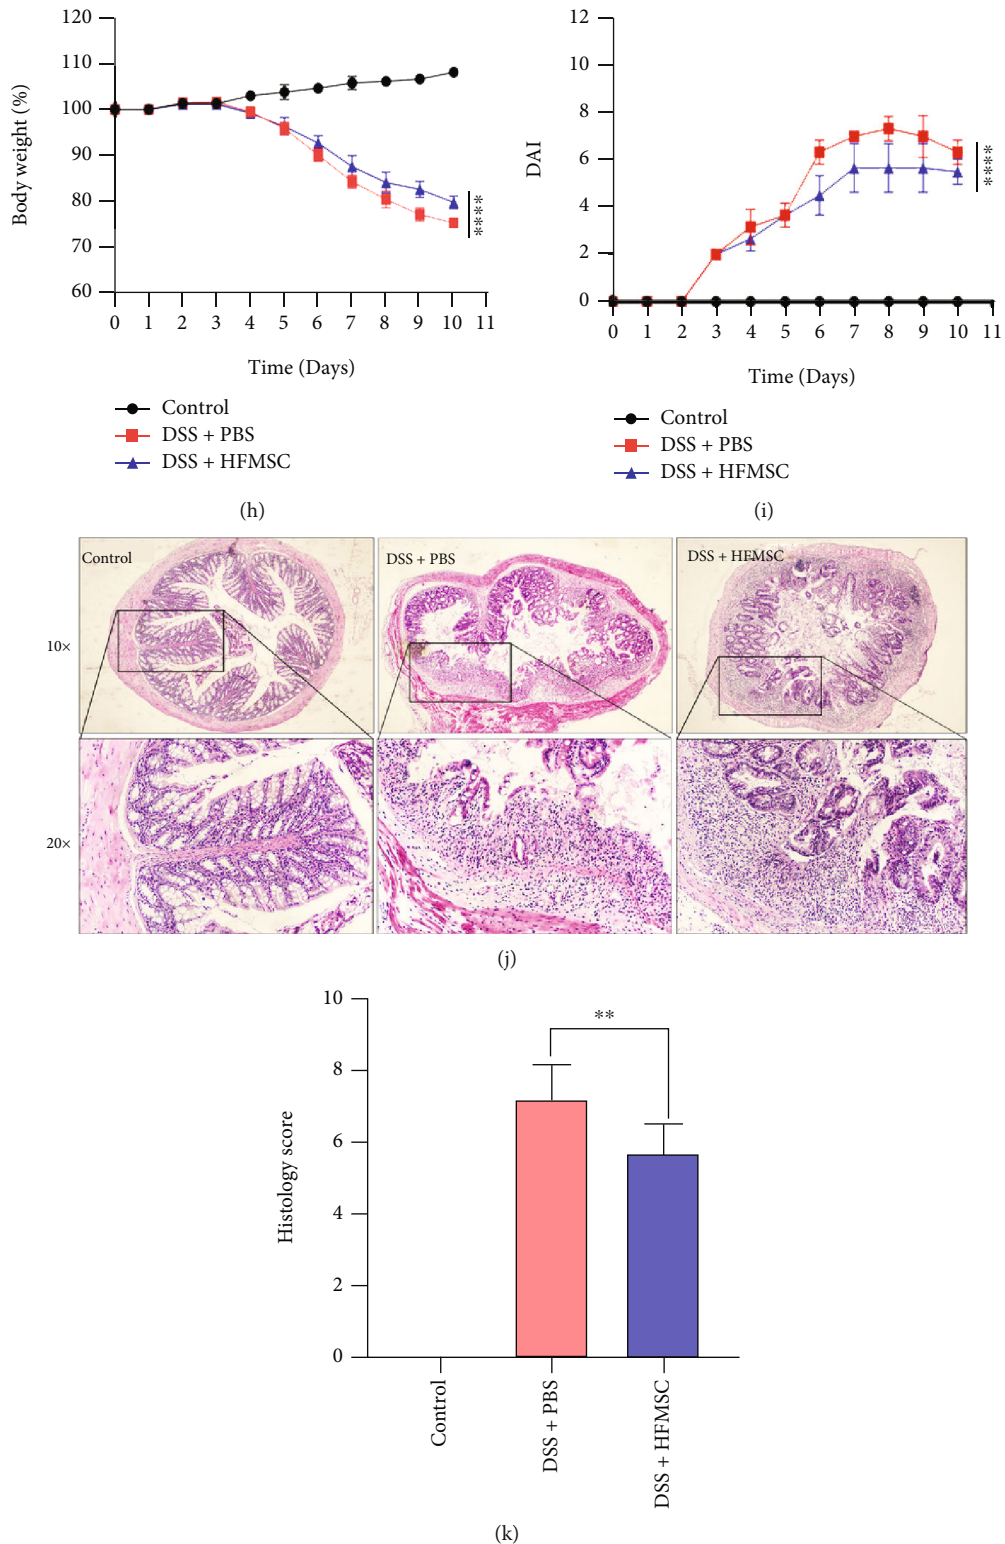 120
110
100
90
80
70
60
Body weight (%)
0 1 2 3 4 5 6 7 8 9 10 11
Time (Days)
****
Control
DSS + PBS
DSS + HFMSC
(h)
12
10
8
6
4
2
0
DAI
0 1 2 3 4 5 6 7 8 9 10 11
Time (Days)
****
Control
DSS + PBS
DSS + HFMSC
(i)
Control
DSS + PBS
DSS + HFMSC
10×
20×
(j)
10
8
6
4
2
0
Histology score
**
Control
DSS + PBS
DSS + HFMSC
(k)